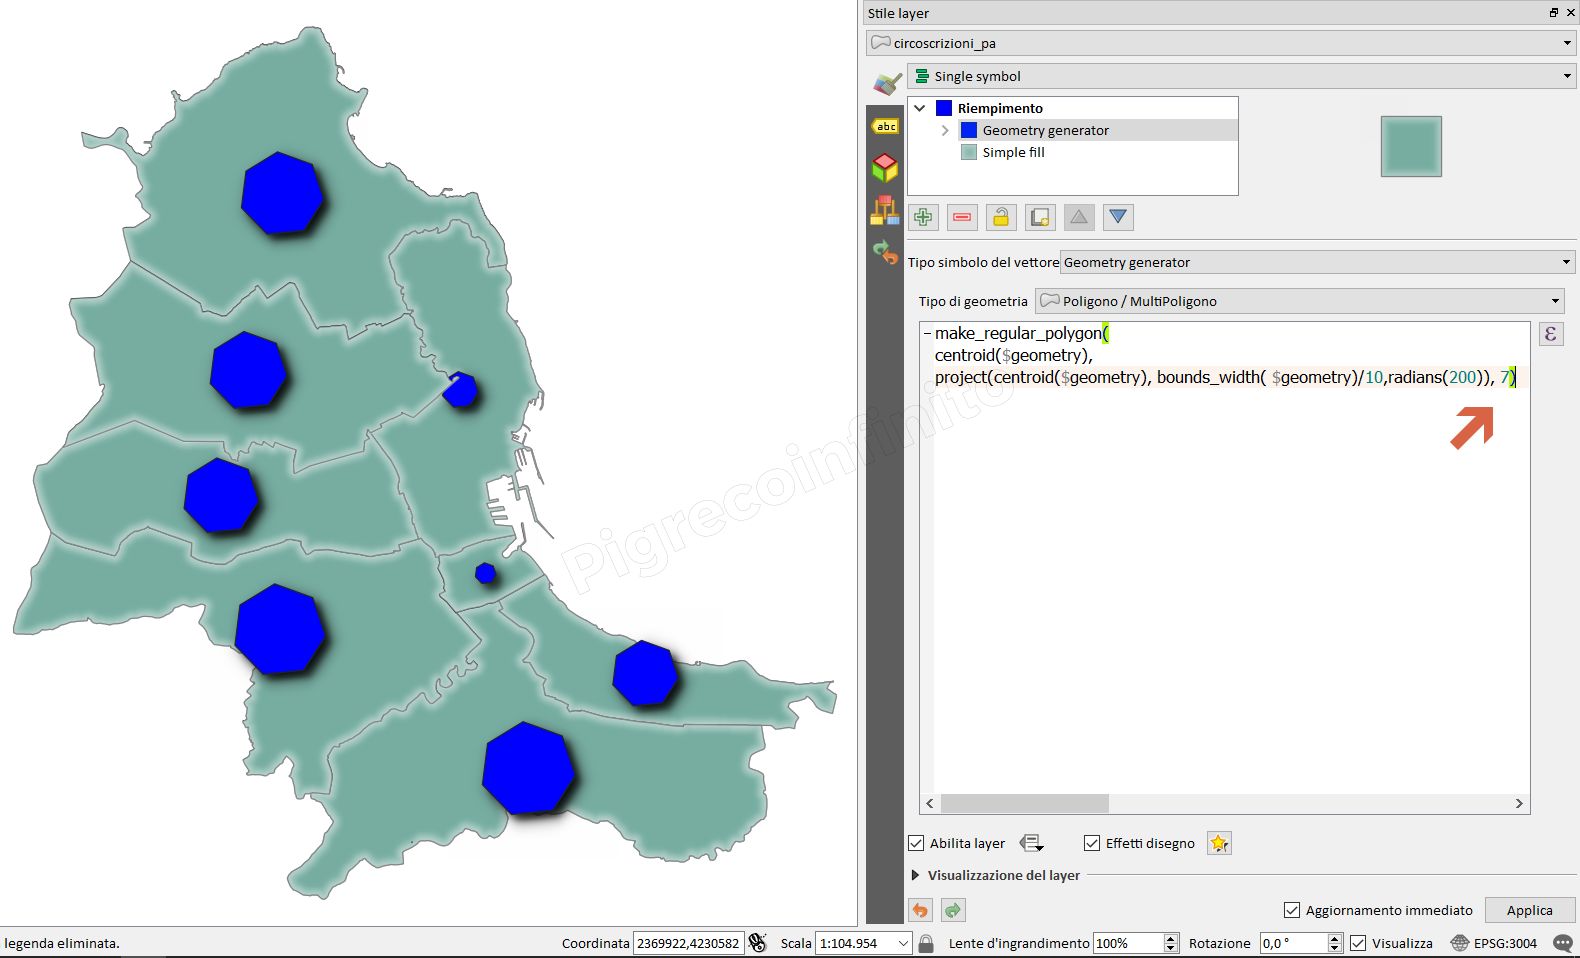 Stile layer
circoscrizioni_pa
Single symbol
Riempimento
abc
Geometry generator
Simple fill
Tipo simbolo del vettore Geometry generator
Tipo di geometria Poligono / MultiPoligono
make_regular_polygon(
centroid($geometry),
project(centroid($geometry), bounds_width( $geometry)/10,radians(200)), 7)
ε
Pigrecoinfinito
Abilita layer Effetti disegno
Visualizzazione del layer
Aggiornamento immediato Applica
legenda eliminata. Coordinata 2369922,4230582 Scala 1:104.954 Lente d'ingrandimento 100% Rotazione 0,0 ° Visualizza EPSG:3004